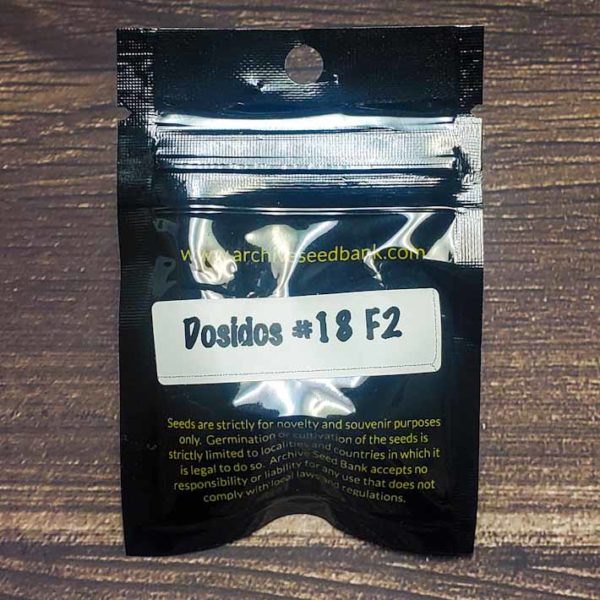 www.archiveseedbank.com
Dosidos #18 F2
Seeds are strictly for novelty and souvenir purposes
only. Germination or cultivation of the seeds is
strictly limited to localities and countries in which it
is legal to do so. Archive Seed Bank accepts no
responsibility or liability for any use that does not
comply with local laws and regulations.